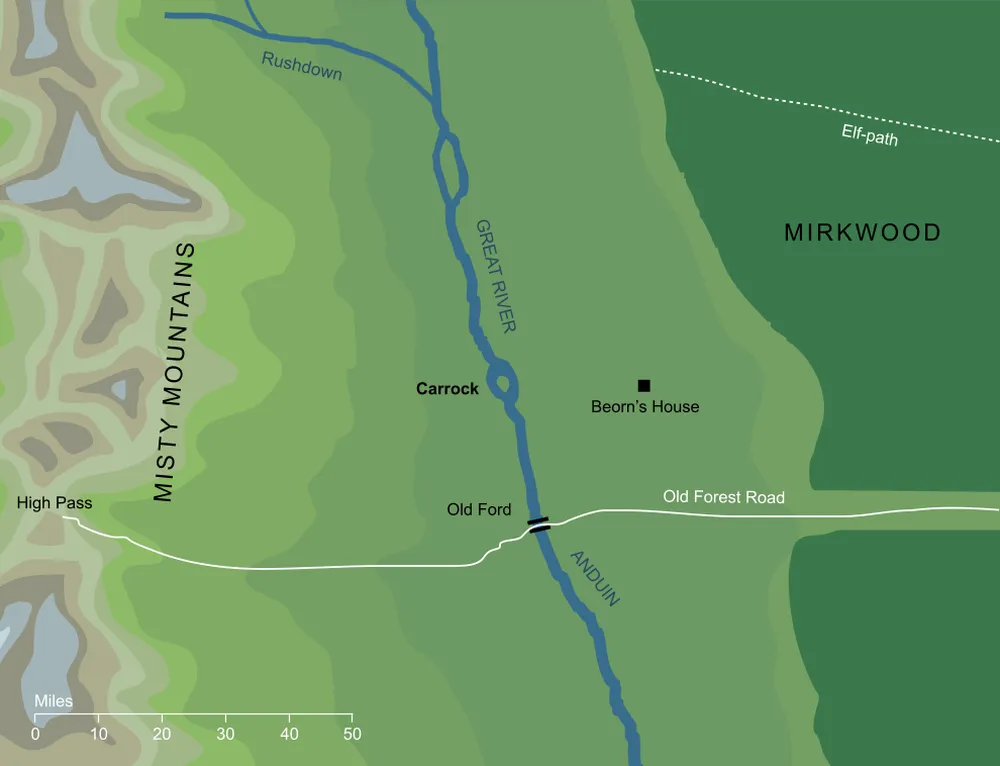 Rushdown
Elf-path
MIRKWOOD
GREAT RIVER
MISTY MOUNTAINS
Carrock
Beorn's House
High Pass
Old Ford
Old Forest Road
ANDUIN
Miles
0 10 20 30 40 50